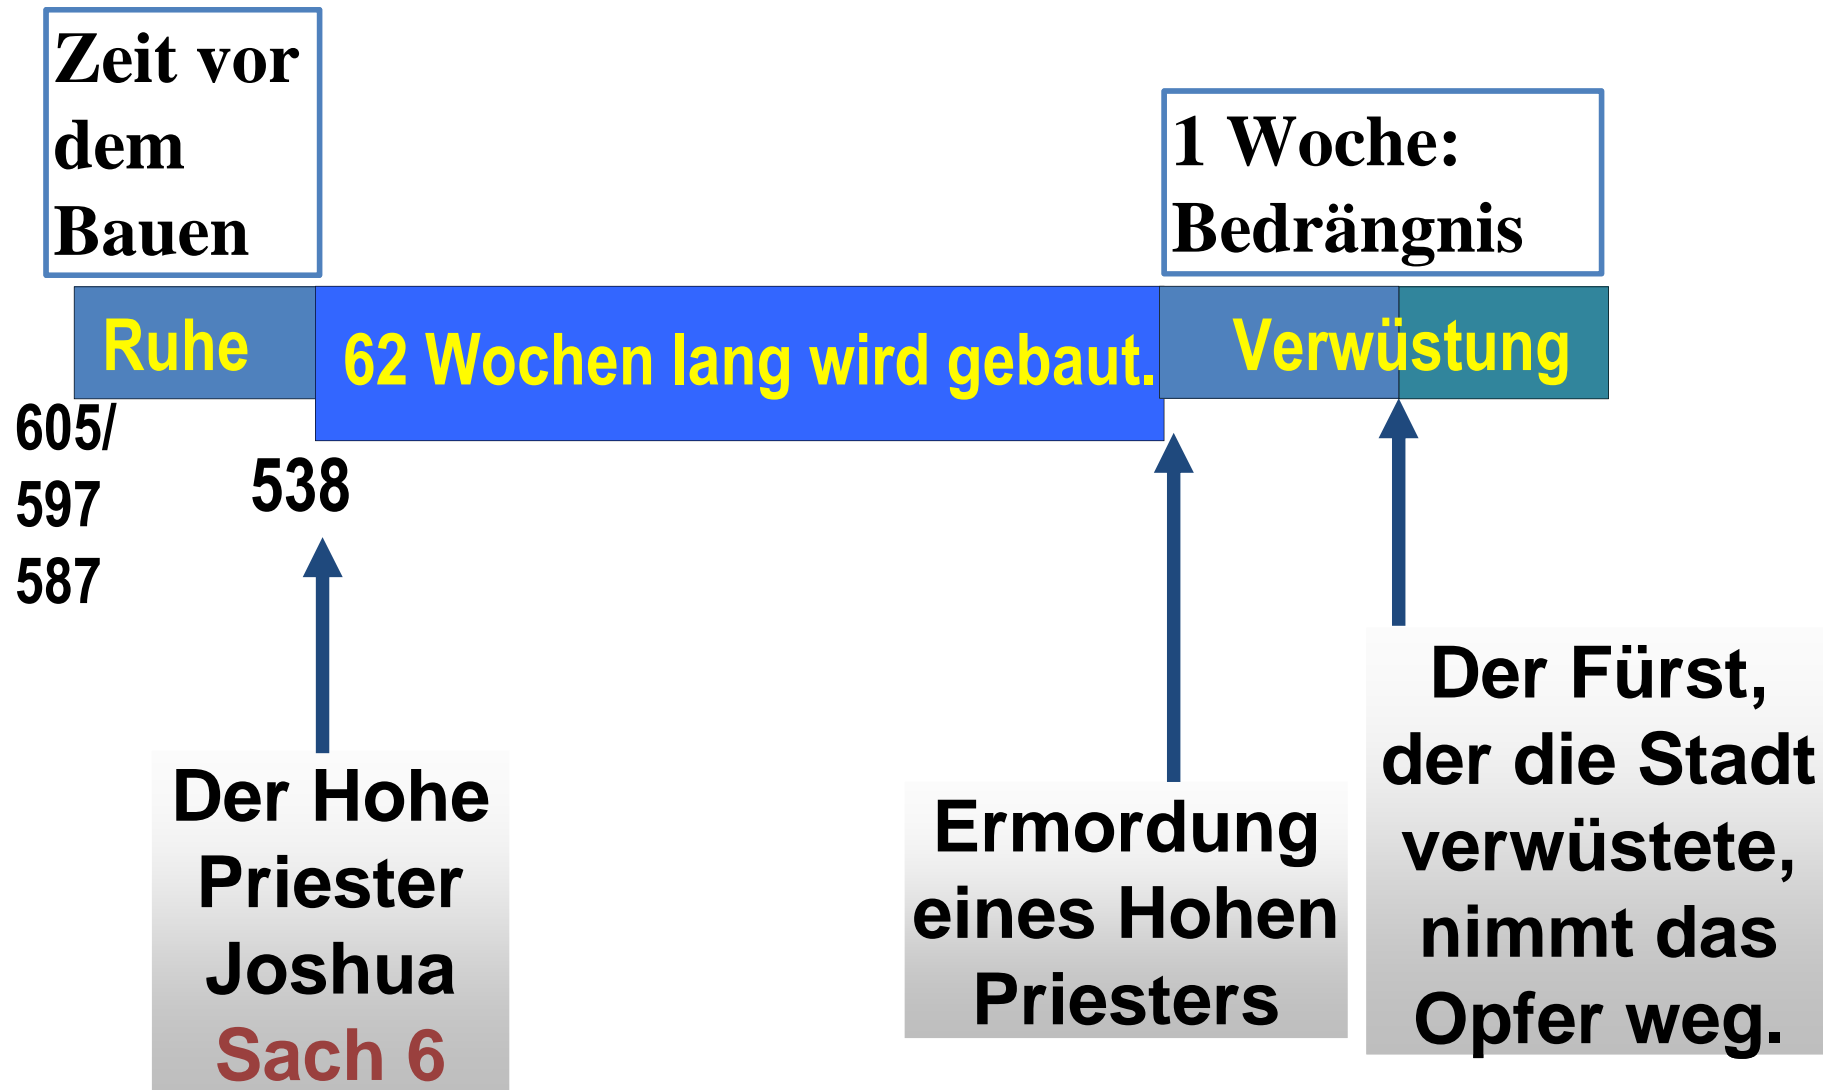 Zeit vor
dem
Bauen
1 Woche:
Bedrängnis
Ruhe
62 Wochen lang wird gebaut.
Verwüstung
605/
597
587
538
Der Hohe
Priester
Joshua
Sach 6
Ermordung
eines Hohen
Priesters
Der Fürst,
der die Stadt
verwüstete,
nimmt das
Opfer weg.